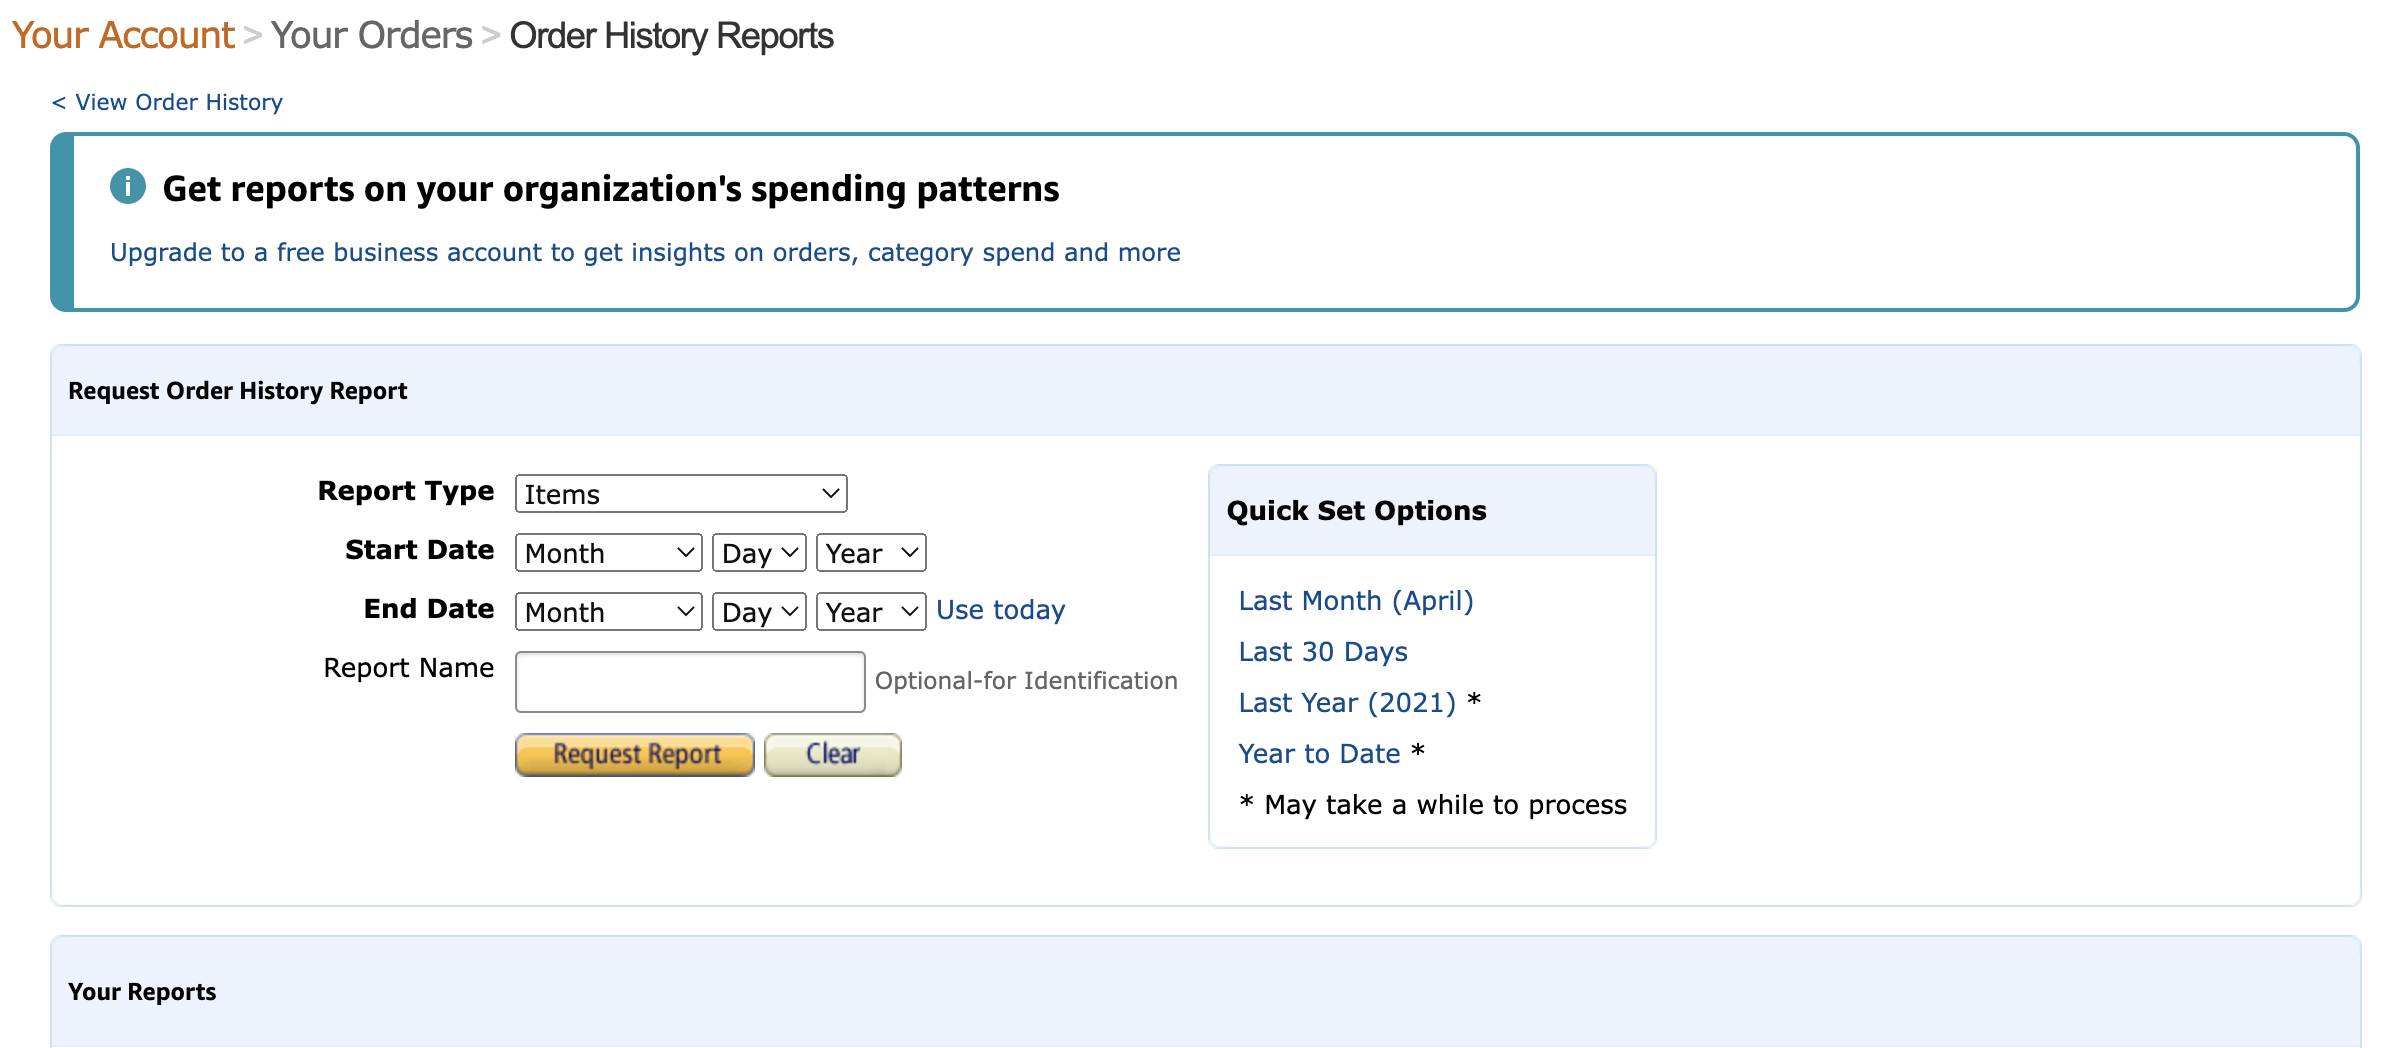 Your Account > Your Orders > Order History Reports
< View Order History
Get reports on your organization's spending patterns
Upgrade to a free business account to get insights on orders, category spend and more
Request Order History Report
Report Type Items
Start Date Month Day Year
End Date Month Day Year Use today
Report Name Optional-for Identification
Request Report Clear
Quick Set Options
Last Month (April)
Last 30 Days
Last Year (2021) *
Year to Date *
* May take a while to process
Your Reports